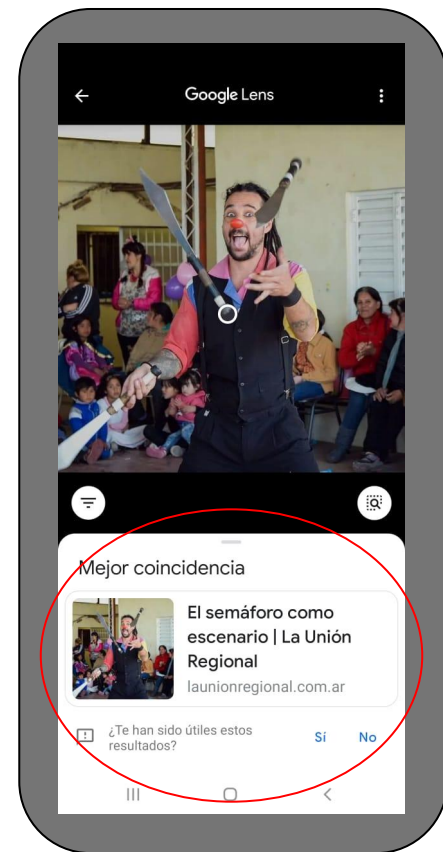 Google Lens
Mejor coincidencia
El semáforo como
escenario | La Unión
Regional
launionregional.com.ar
¿Te han sido útiles estos
resultados?
Sí
No